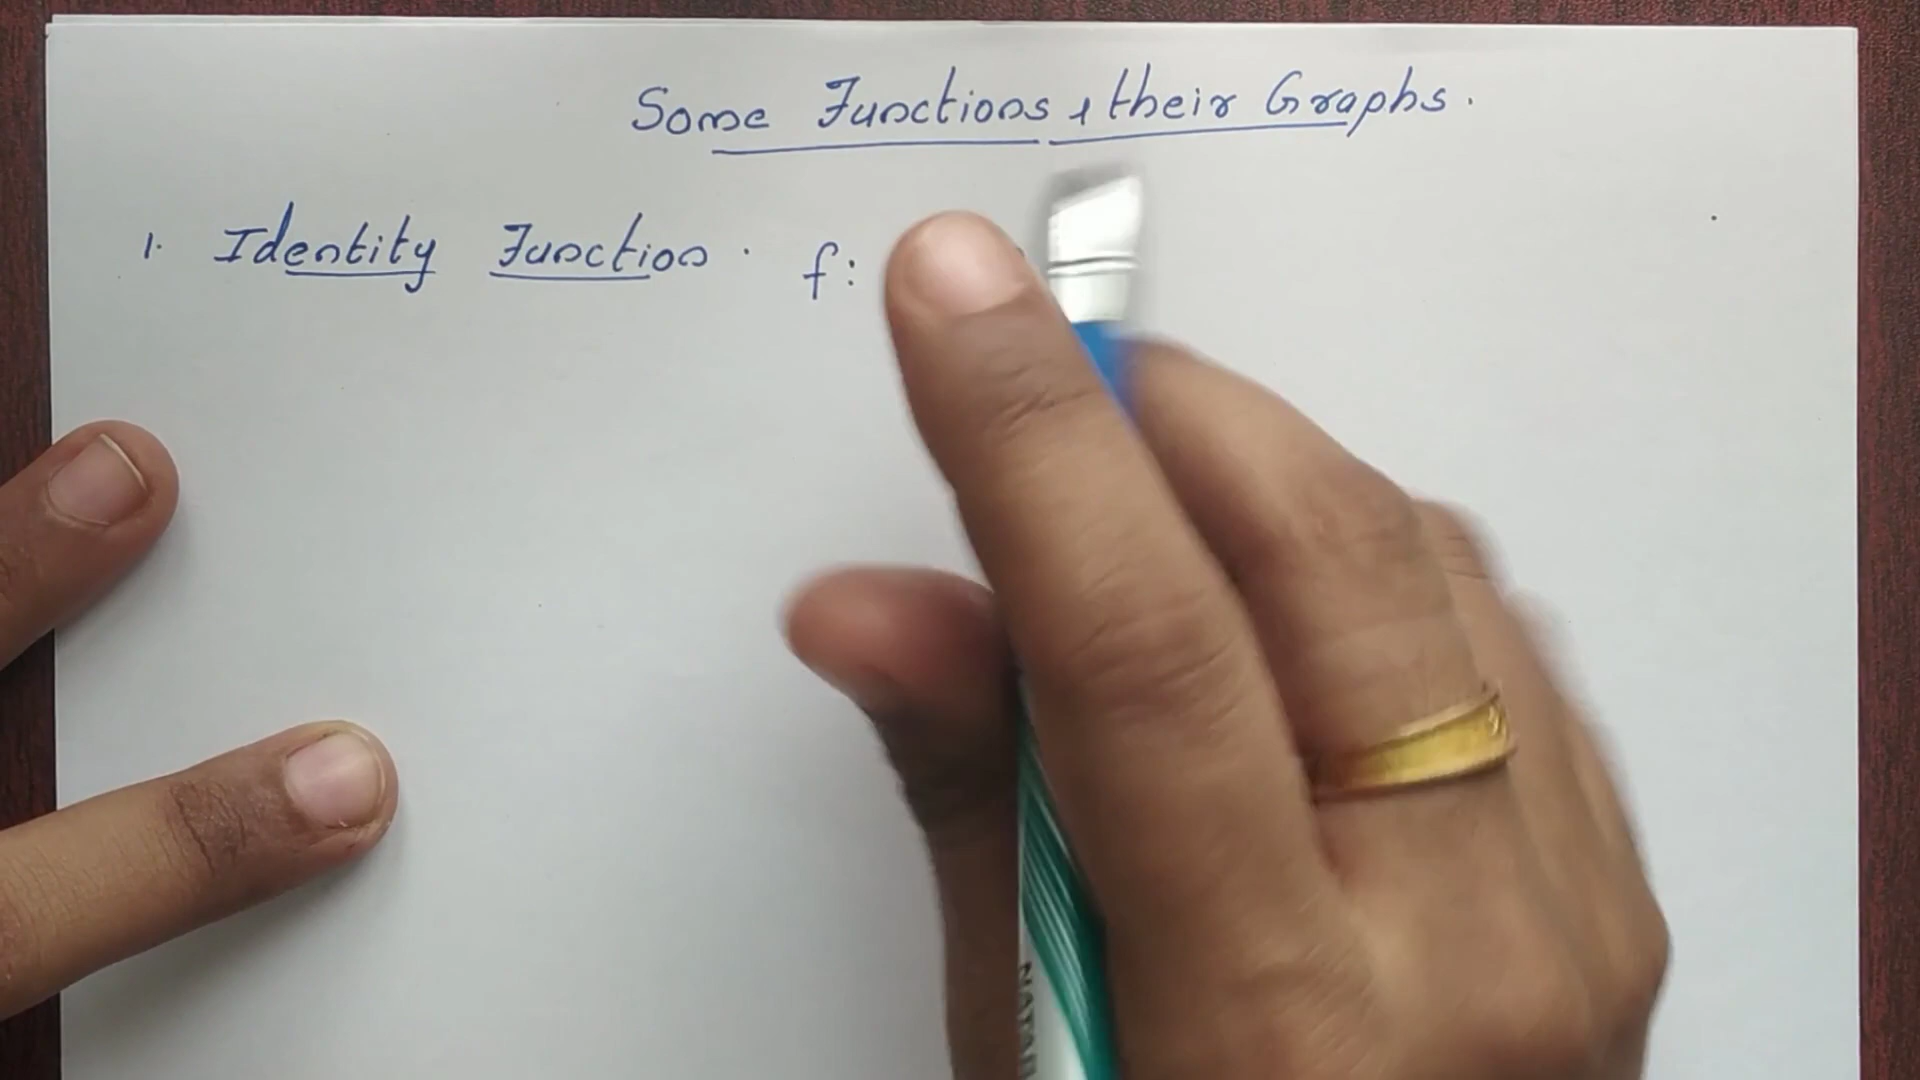 Some Functions & their Graphs.
1. Identity Function. f: